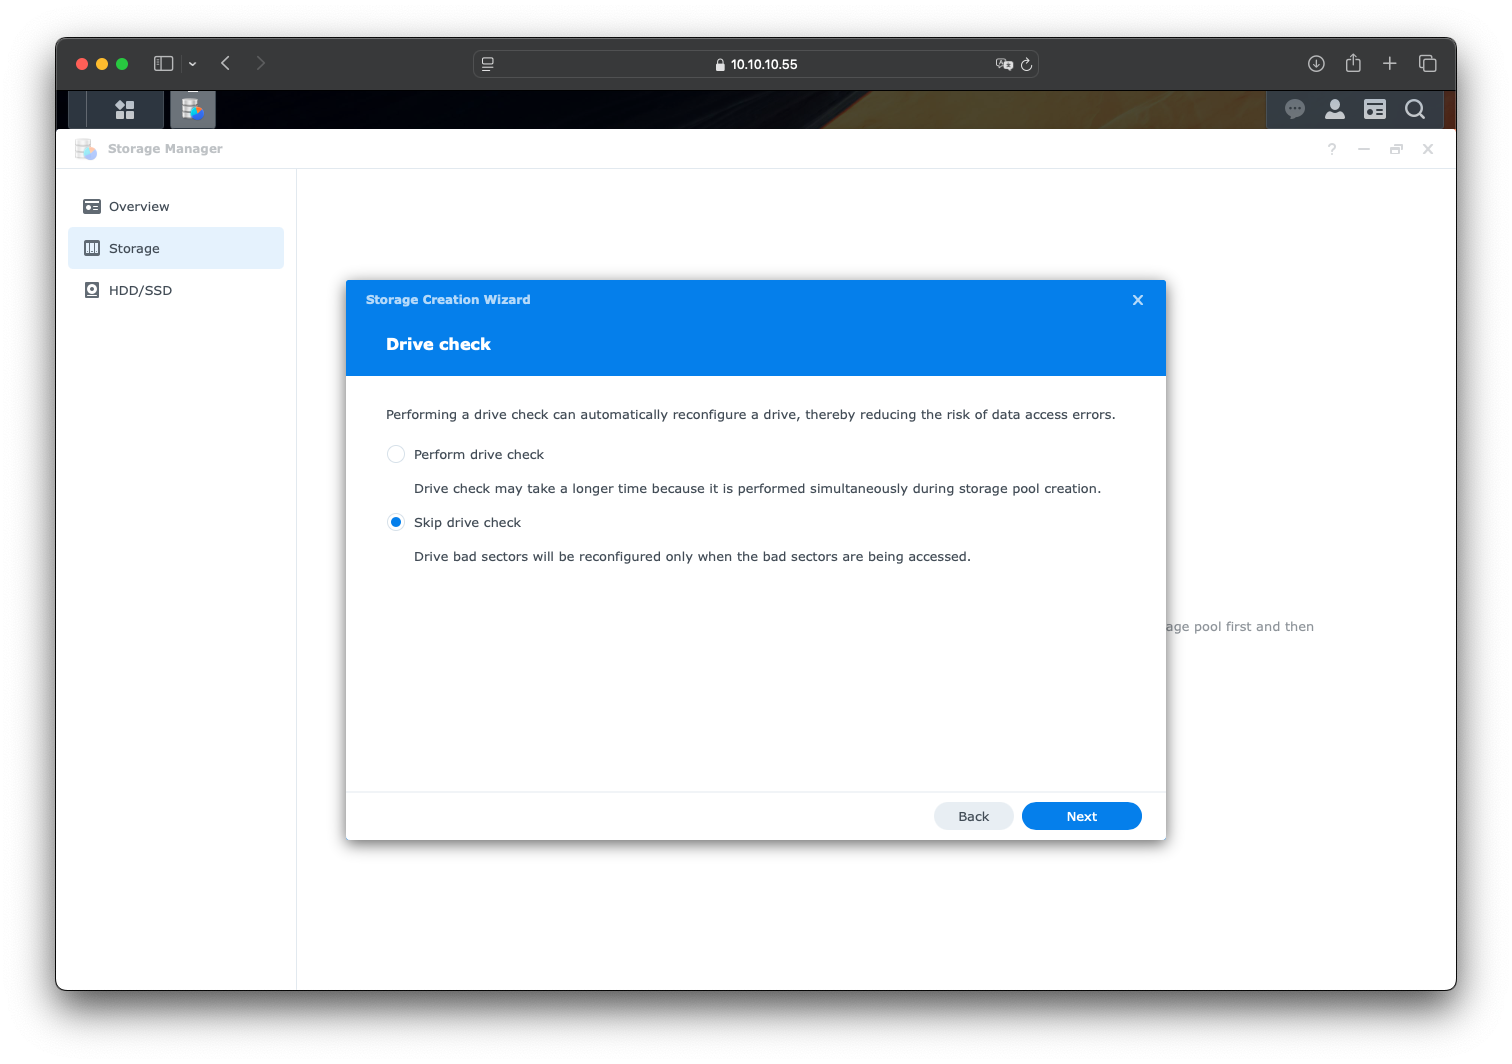 10.10.10.55
Storage Manager
?
Overview
Storage
HDD/SSD
Storage Creation Wizard
Drive check
Performing a drive check can automatically reconfigure a drive, thereby reducing the risk of data access errors.
Perform drive check
Drive check may take a longer time because it is performed simultaneously during storage pool creation.
Skip drive check
Drive bad sectors will be reconfigured only when the bad sectors are being accessed.
pool first and then
Back
Next